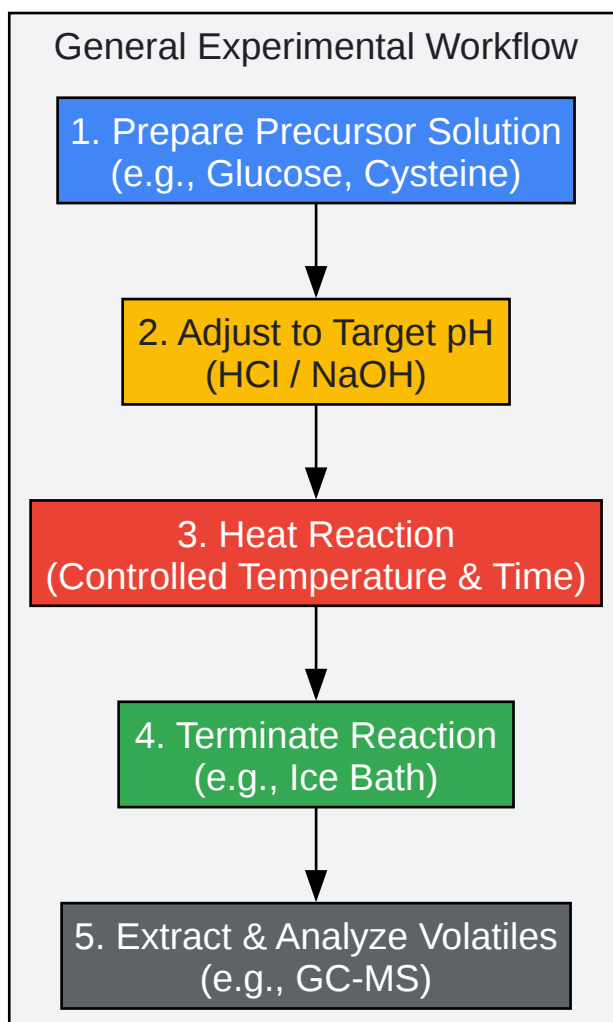 General Experimental Workflow
1. Prepare Precursor Solution
(e.g., Glucose, Cysteine)
2. Adjust to Target pH
(HCl / NaOH)
3. Heat Reaction
(Controlled Temperature & Time)
4. Terminate Reaction
(e.g., Ice Bath)
5. Extract & Analyze Volatiles
(e.g., GC-MS)